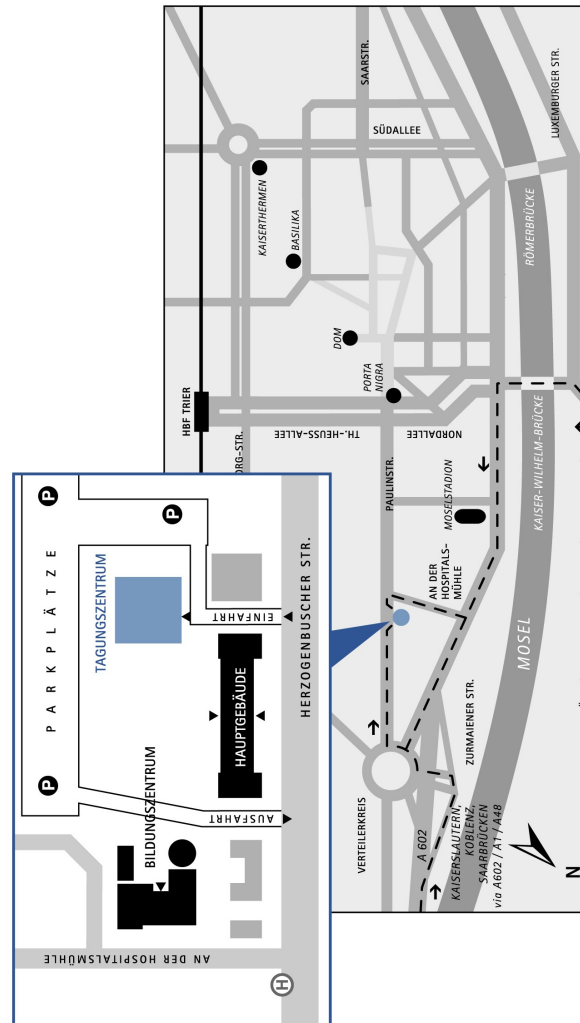 SAARSTR.
SÜDALLEE
LUXEMBURGER STR.
KAISERTHERMEN
BASILIKA
RÖMERBRÜCKE
DOM
PORTA
NIGRA
HBF TRIER
TH.-HEUSS-ALLEE
NORDALLEE
KAISER-WILHELM-BRÜCKE
ORG-STR.
PAULINSTR.
MOSELSTADION
AN DER
HOSPITALS-
MÜHLE
MOSEL
ZURMAIENER STR.
VERTEILERKREIS
A 602
KAISERSLAUTERN,
KOBLENZ,
SAARBRÜCKEN
via A602 / A1 / A48
N
PARKPLÄTZE
P
P
P
TAGUNGSZENTRUM
EINFAHRT
HERZOGENBUSCHER STR.
HAUPTGEBÄUDE
AUSFAHRT
BILDUNGSZENTRUM
AN DER HOSPITALSMÜHLE
H